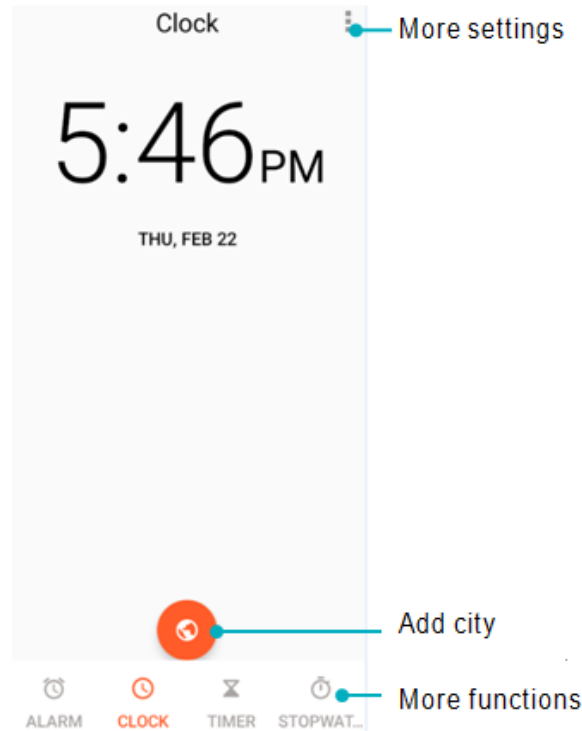 Clock
More settings
5:46PM
THU, FEB 22
Add city
More functions
ALARM CLOCK TIMER STOPWAT...